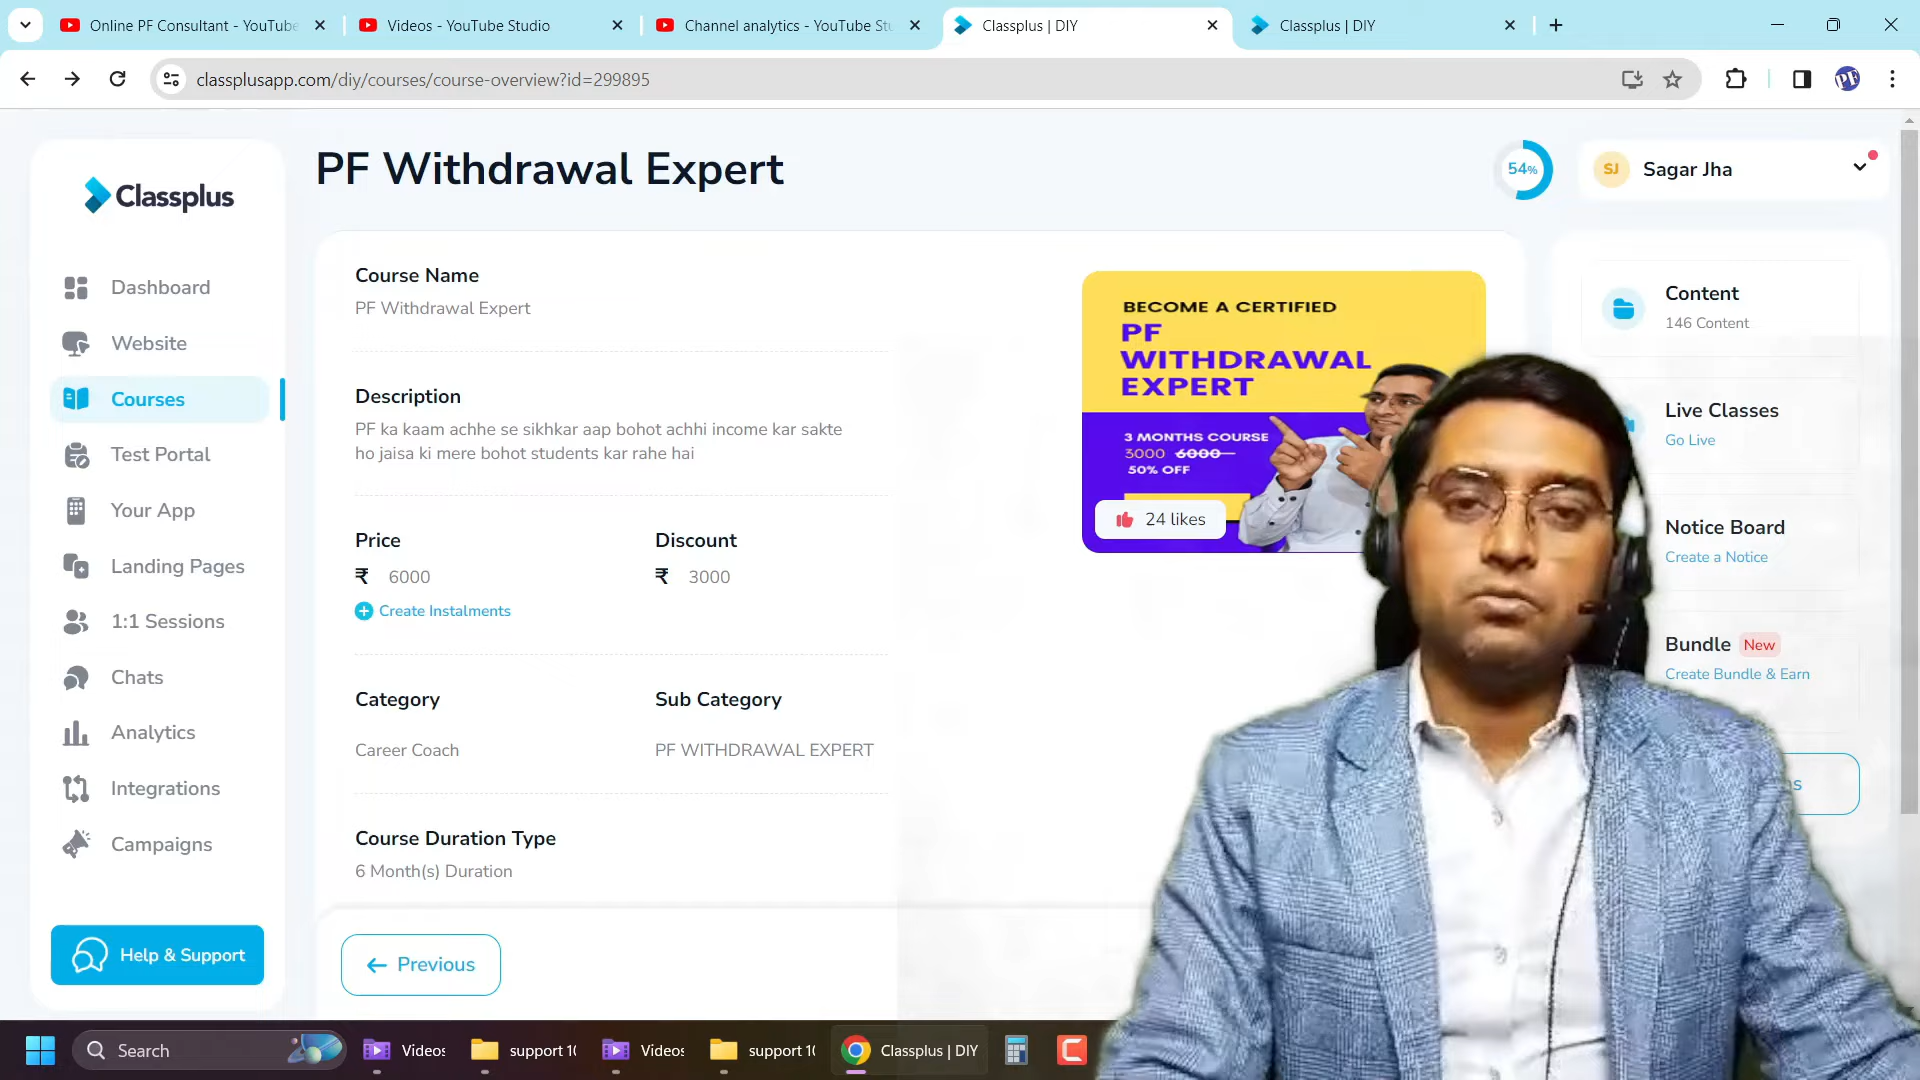 Online PF Consultant - YouTube
Videos - YouTube Studio
Channel analytics - YouTube Stu
Classplus | DIY
Classplus | DIY
classplusapp.com/diy/courses/course-overview?id=299895
PF
Classplus
PF Withdrawal Expert
54%
SJ
Sagar Jha
Dashboard
Website
Courses
Test Portal
Your App
Landing Pages
1:1 Sessions
Chats
Analytics
Integrations
Campaigns
Help & Support
Course Name
PF Withdrawal Expert
Description
PF ka kaam achhe se sikhkar aap bohot achhi income kar sakte
ho jaisa ki mere bohot students kar rahe hai
Price
Discount
₹ 6000
₹ 3000
Create Instalments
Category
Sub Category
Career Coach
PF WITHDRAWAL EXPERT
Course Duration Type
6 Month(s) Duration
Previous
BECOME A CERTIFIED
PF
WITHDRAWAL
EXPERT
3 MONTHS COURSE
3000 6000
50% OFF
24 likes
Content
146 Content
Live Classes
Go Live
Notice Board
Create a Notice
Bundle New
Create Bundle & Earn
Search
Videos
support 10
Videos
support 10
Classplus | DIY